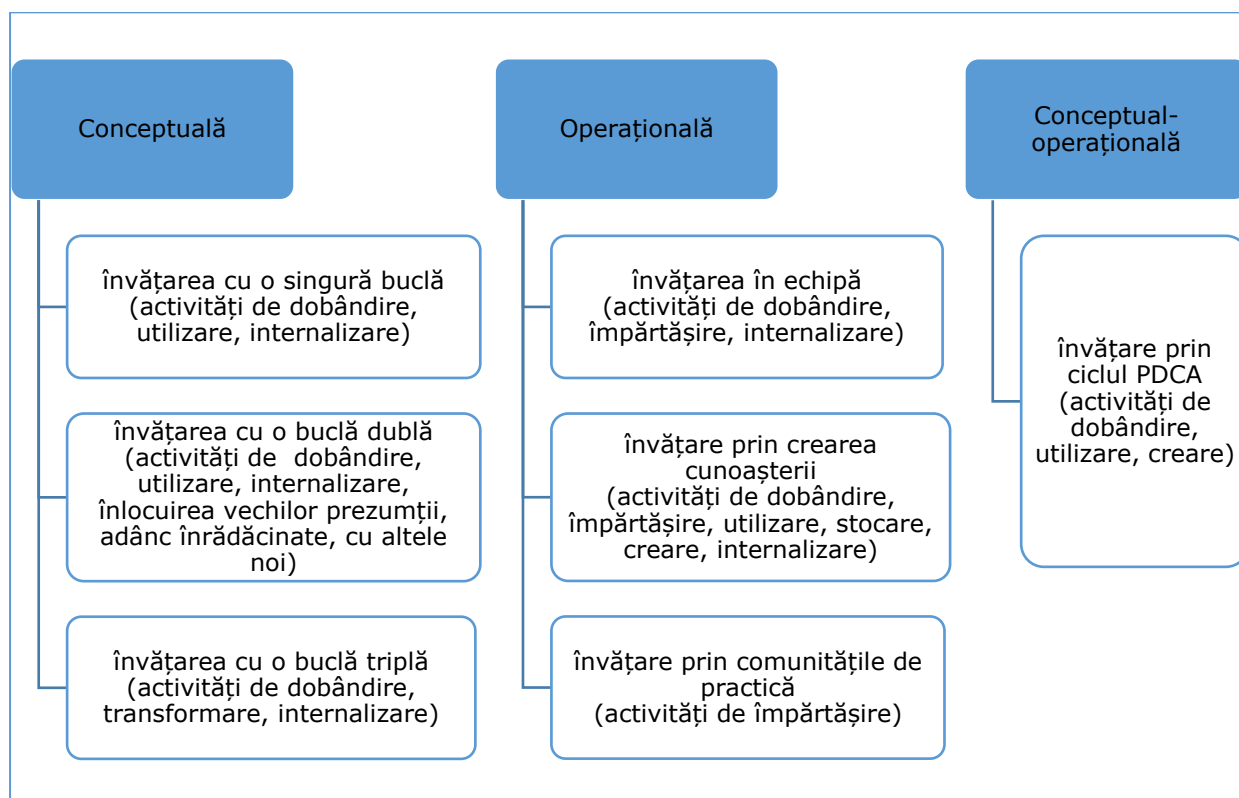 Conceptuală
învățarea cu o singură buclă
(activități de dobândire,
utilizare, internalizare)
învățarea cu o buclă dublă
(activități de dobândire,
utilizare, internalizare,
înlocuirea vechilor prezumții,
adânc înrădăcinate, cu altele
noi)
învățarea cu o buclă triplă
(activități de dobândire,
transformare, internalizare)
Operațională
învățarea în echipă
(activități de dobândire,
împărtășire, internalizare)
învățare prin crearea
cunoașterii
(activități de dobândire,
împărtășire, utilizare, stocare,
creare, internalizare)
învățare prin comunitățile de
practică
(activități de împărtășire)
Conceptual-
operațională
învățare prin
ciclul PDCA
(activități de
dobândire,
utilizare, creare)